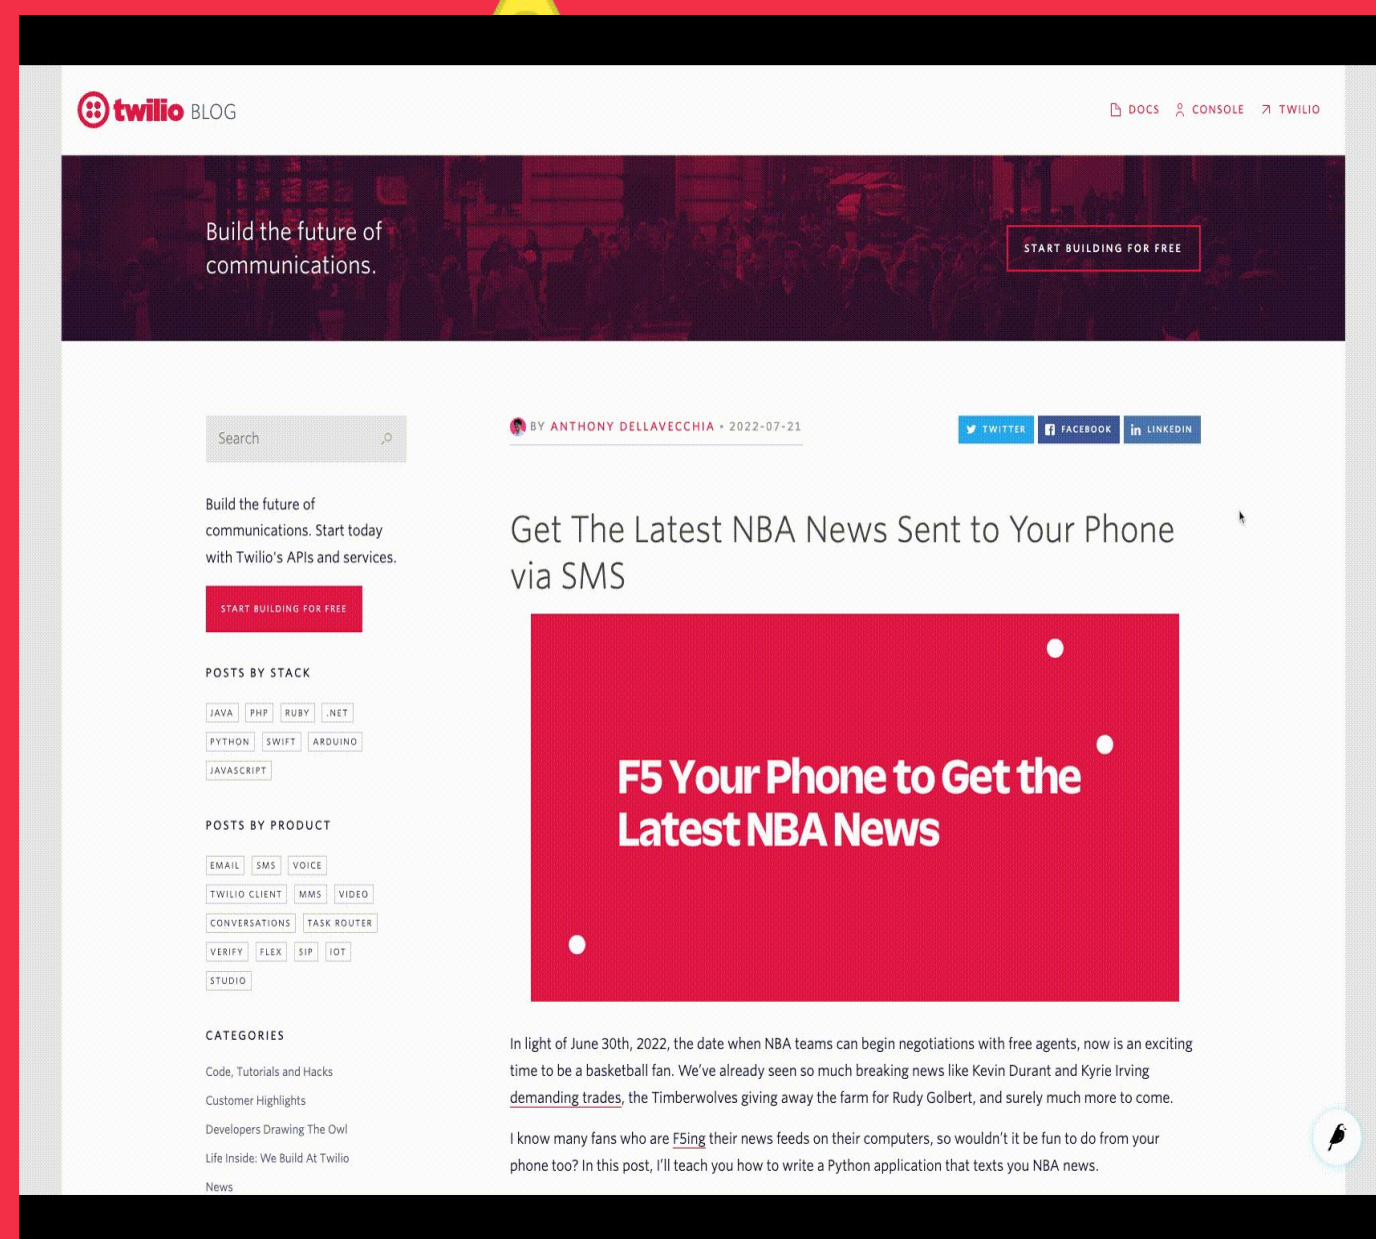 twilio BLOG
DOCS CONSOLE TWILIO
Build the future of
communications.
START BUILDING FOR FREE
Search
Build the future of
communications. Start today
with Twilio's APIs and services.
START BUILDING FOR FREE
POSTS BY STACK
JAVA PHP RUBY .NET
PYTHON SWIFT ARDUINO
JAVASCRIPT
POSTS BY PRODUCT
EMAIL SMS VOICE
TWILIO CLIENT MMS VIDEO
CONVERSATIONS TASK ROUTER
VERIFY FLEX SIP IOT
STUDIO
CATEGORIES
Code, Tutorials and Hacks
Customer Highlights
Developers Drawing The Owl
Life Inside: We Build At Twilio
News
BY ANTHONY DELLAVECCHIA • 2022-07-21
TWITTER FACEBOOK LINKEDIN
Get The Latest NBA News Sent to Your Phone
via SMS
F5 Your Phone to Get the
Latest NBA News
In light of June 30th, 2022, the date when NBA teams can begin negotiations with free agents, now is an exciting
time to be a basketball fan. We've already seen so much breaking news like Kevin Durant and Kyrie Irving
demanding trades, the Timberwolves giving away the farm for Rudy Golbert, and surely much more to come.
I know many fans who are F5ing their news feeds on their computers, so wouldn't it be fun to do from your
phone too? In this post, I'll teach you how to write a Python application that texts you NBA news.